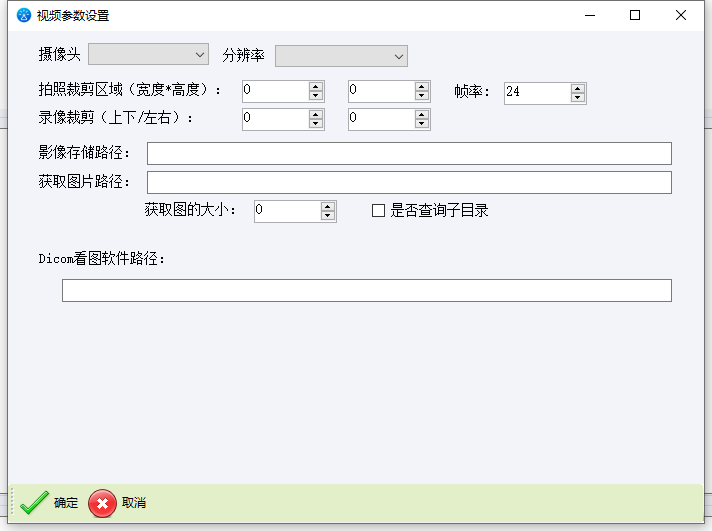 视频参数设置
摄像头 分辨率
拍照裁剪区域（宽度*高度）： 0 0 帧率： 24
录像裁剪（上下/左右）： 0 0
影像存储路径：
获取图片路径：
获取图的大小： 0 是否查询子目录
Dicom看图软件路径：
确定 取消